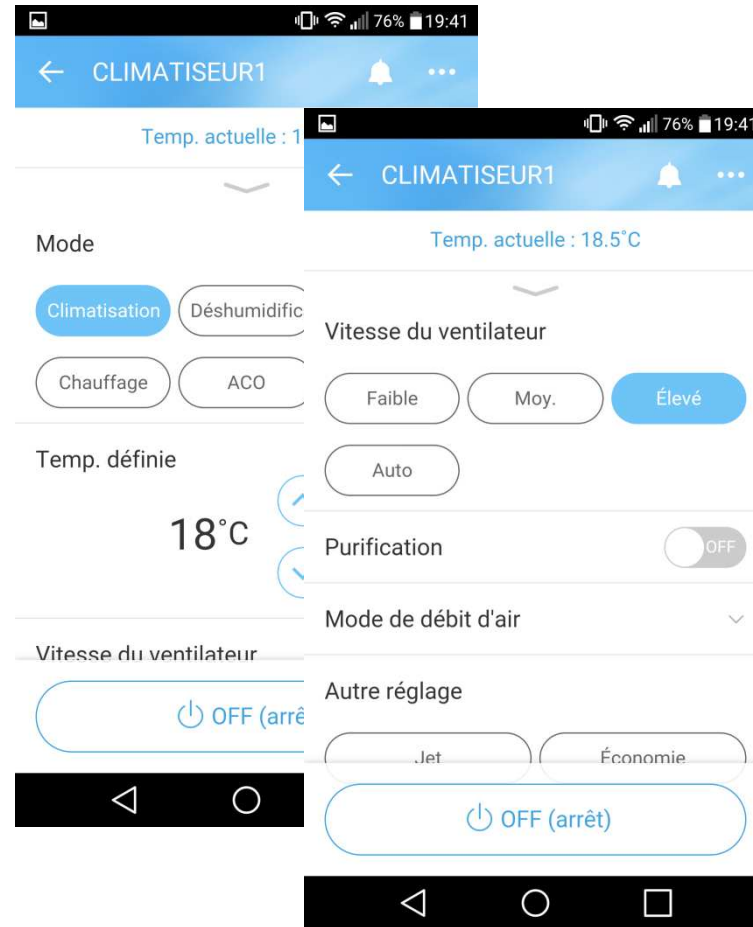 76% 19:41
CLIMATISEUR1
Temp. actuelle : 1
Mode
Climatisation Déshumidific
Chauffage ACO
Temp. définie
18°C
Vitesse du ventilateur
OFF (arrê
76% 19:41
CLIMATISEUR1
Temp. actuelle : 18.5°C
Vitesse du ventilateur
Faible Moy. Élevé
Auto
Purification OFF
Mode de débit d'air
Autre réglage
Jet Économie
OFF (arrêt)